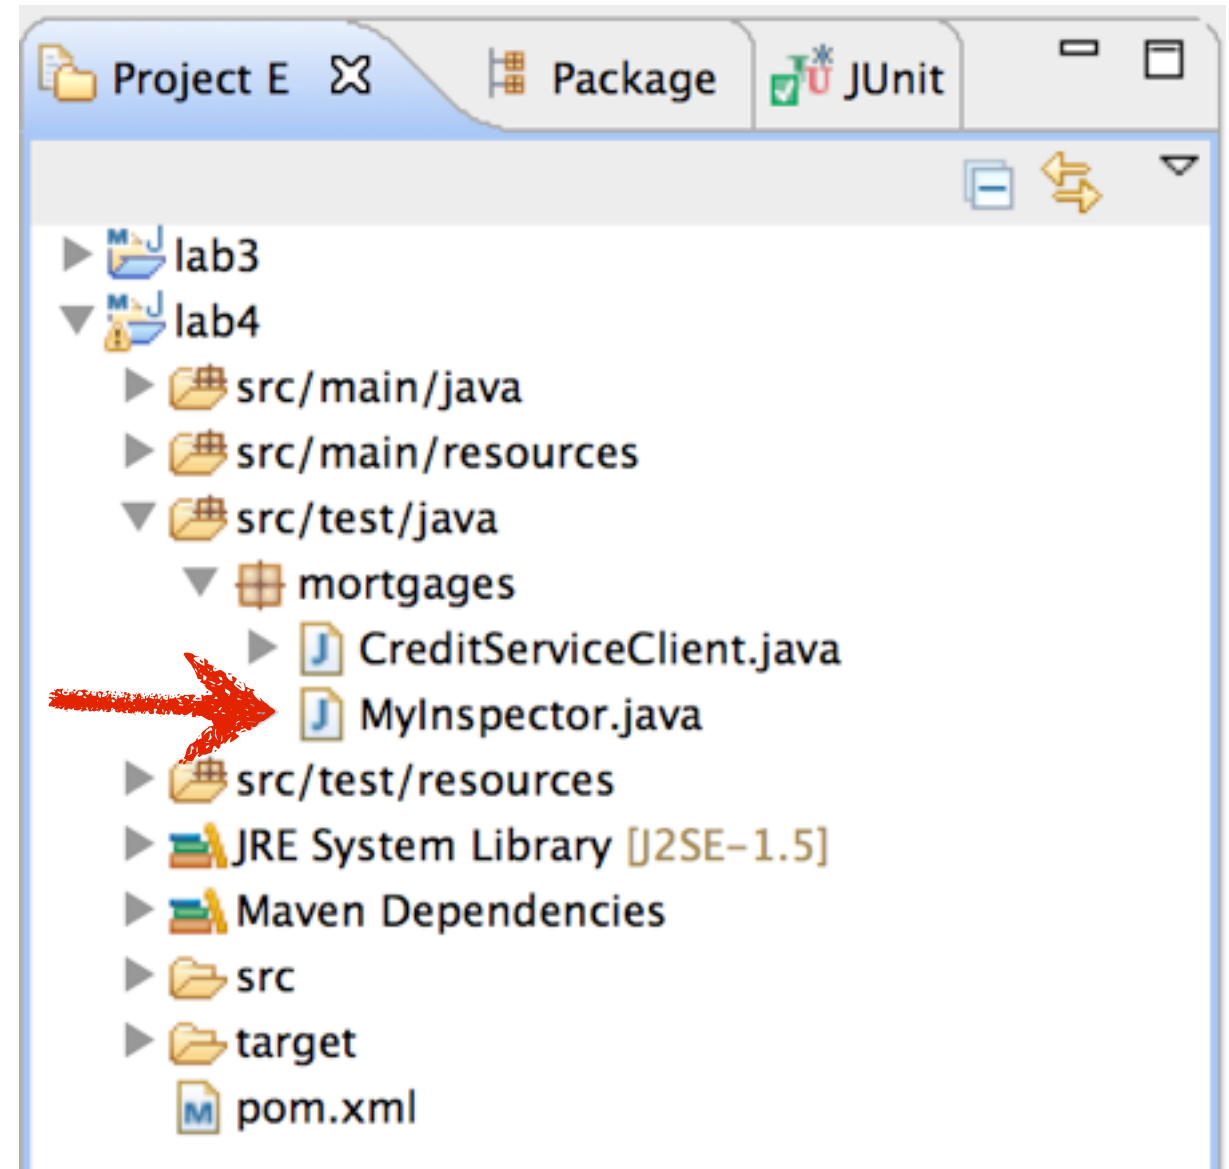 Project E Package JUnit
lab3
lab4
src/main/java
src/main/resources
src/test/java
mortgages
CreditServiceClient.java
MyInspector.java
src/test/resources
JRE System Library [J2SE-1.5]
Maven Dependencies
src
target
pom.xml